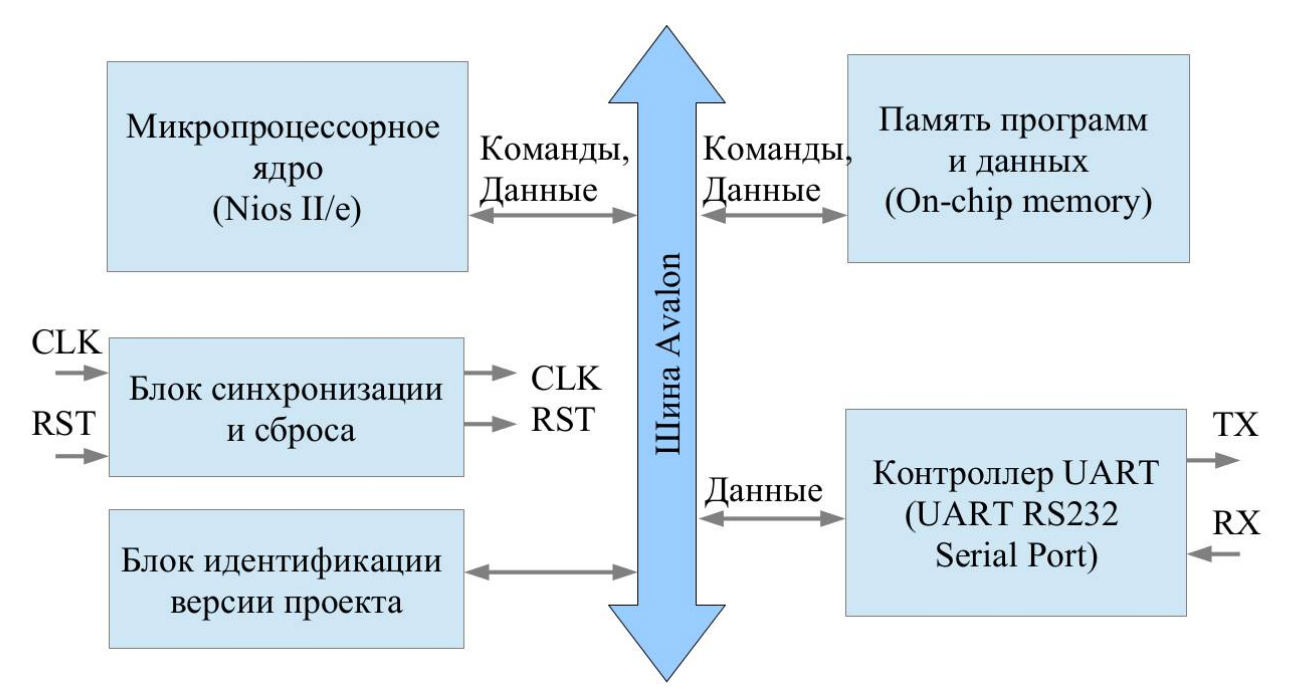 Микропроцессорное
ядро
(Nios II/e)
Команды,
Данные
Шина Avalon
Команды,
Данные
Память программ
и данных
(On-chip memory)
CLK
RST
Блок синхронизации
и сброса
CLK
RST
Блок идентификации
версии проекта
Данные
Контроллер UART
(UART RS232
Serial Port)
TX
RX